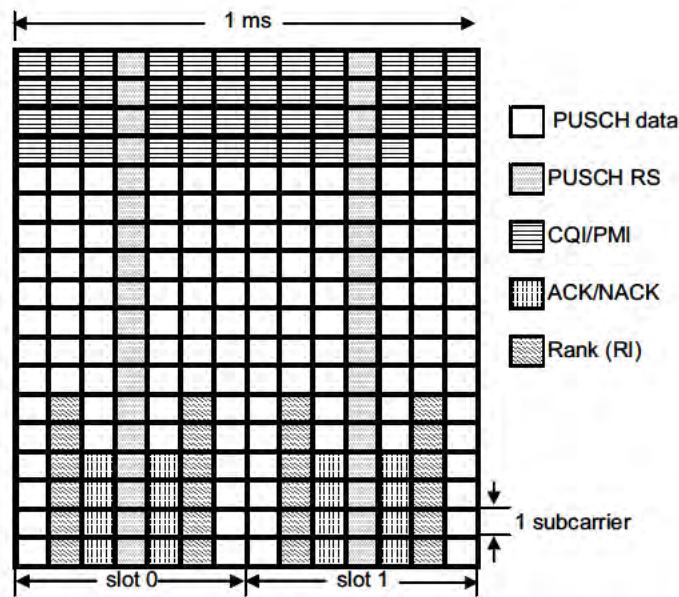 1 ms
PUSCH data
PUSCH RS
CQI/PMI
ACK/NACK
Rank (RI)
1 subcarrier
slot 0
slot 1